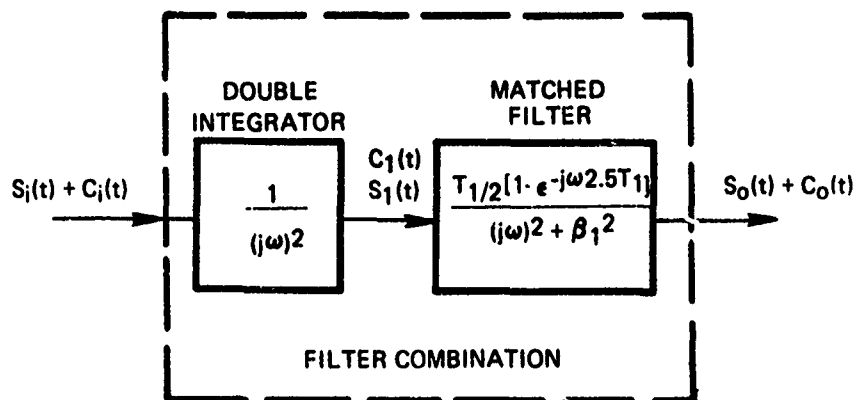 DOUBLE
INTEGRATOR
MATCHED
FILTER
Sᵢ(t) + Cᵢ(t)
1
(jω)²
C₁(t)
S₁(t)
T₁/₂[1- ϵ^-jω2.5T₁]
(jω)² + β₁²
Sₒ(t) + Cₒ(t)
FILTER COMBINATION